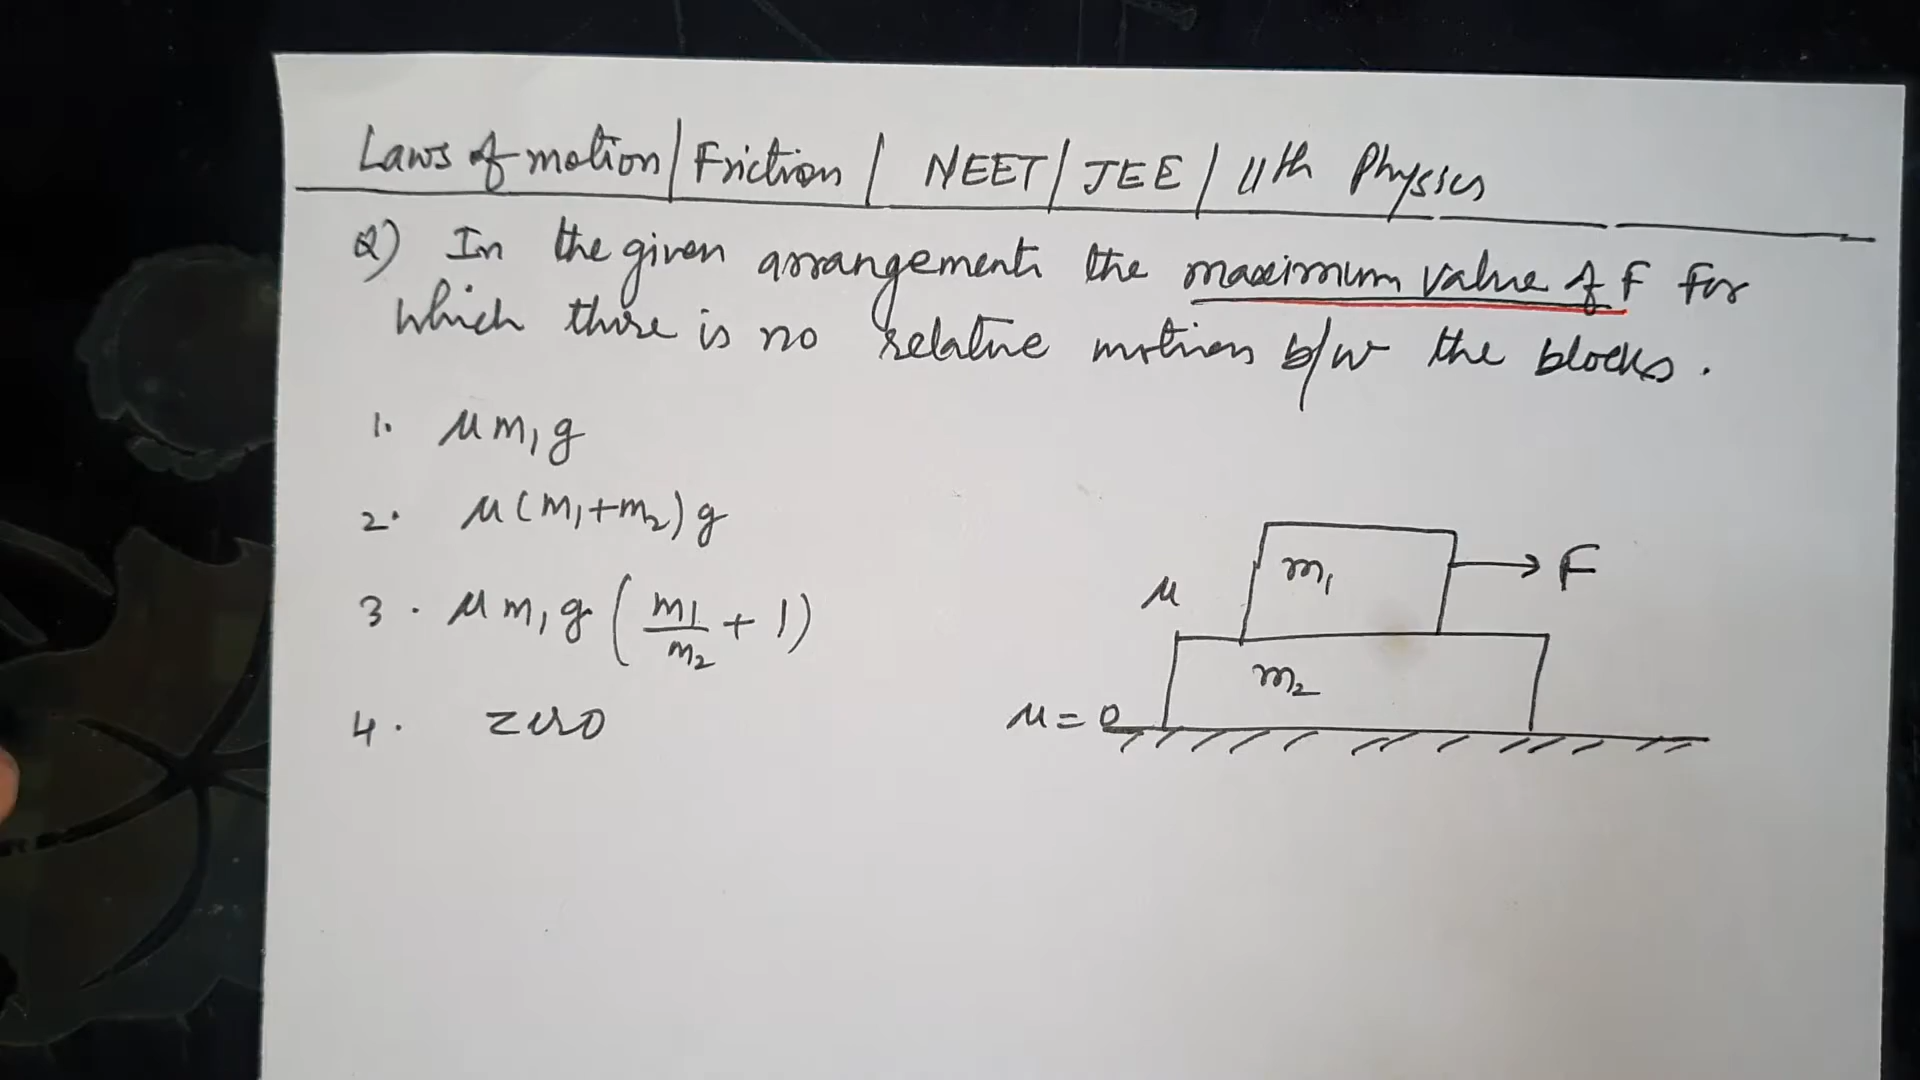 Laws of motion / Friction / NEET / JEE / 11th Physics
Q) In the given arrangement the maximum value of F for
which there is no relative motion b/w the blocks.
1. μm₁g
2. μ(m₁+m₂)g
3. μm₁g(m₁/m₂ + 1)
4. zero
m₁
F
μ
m₂
μ=0